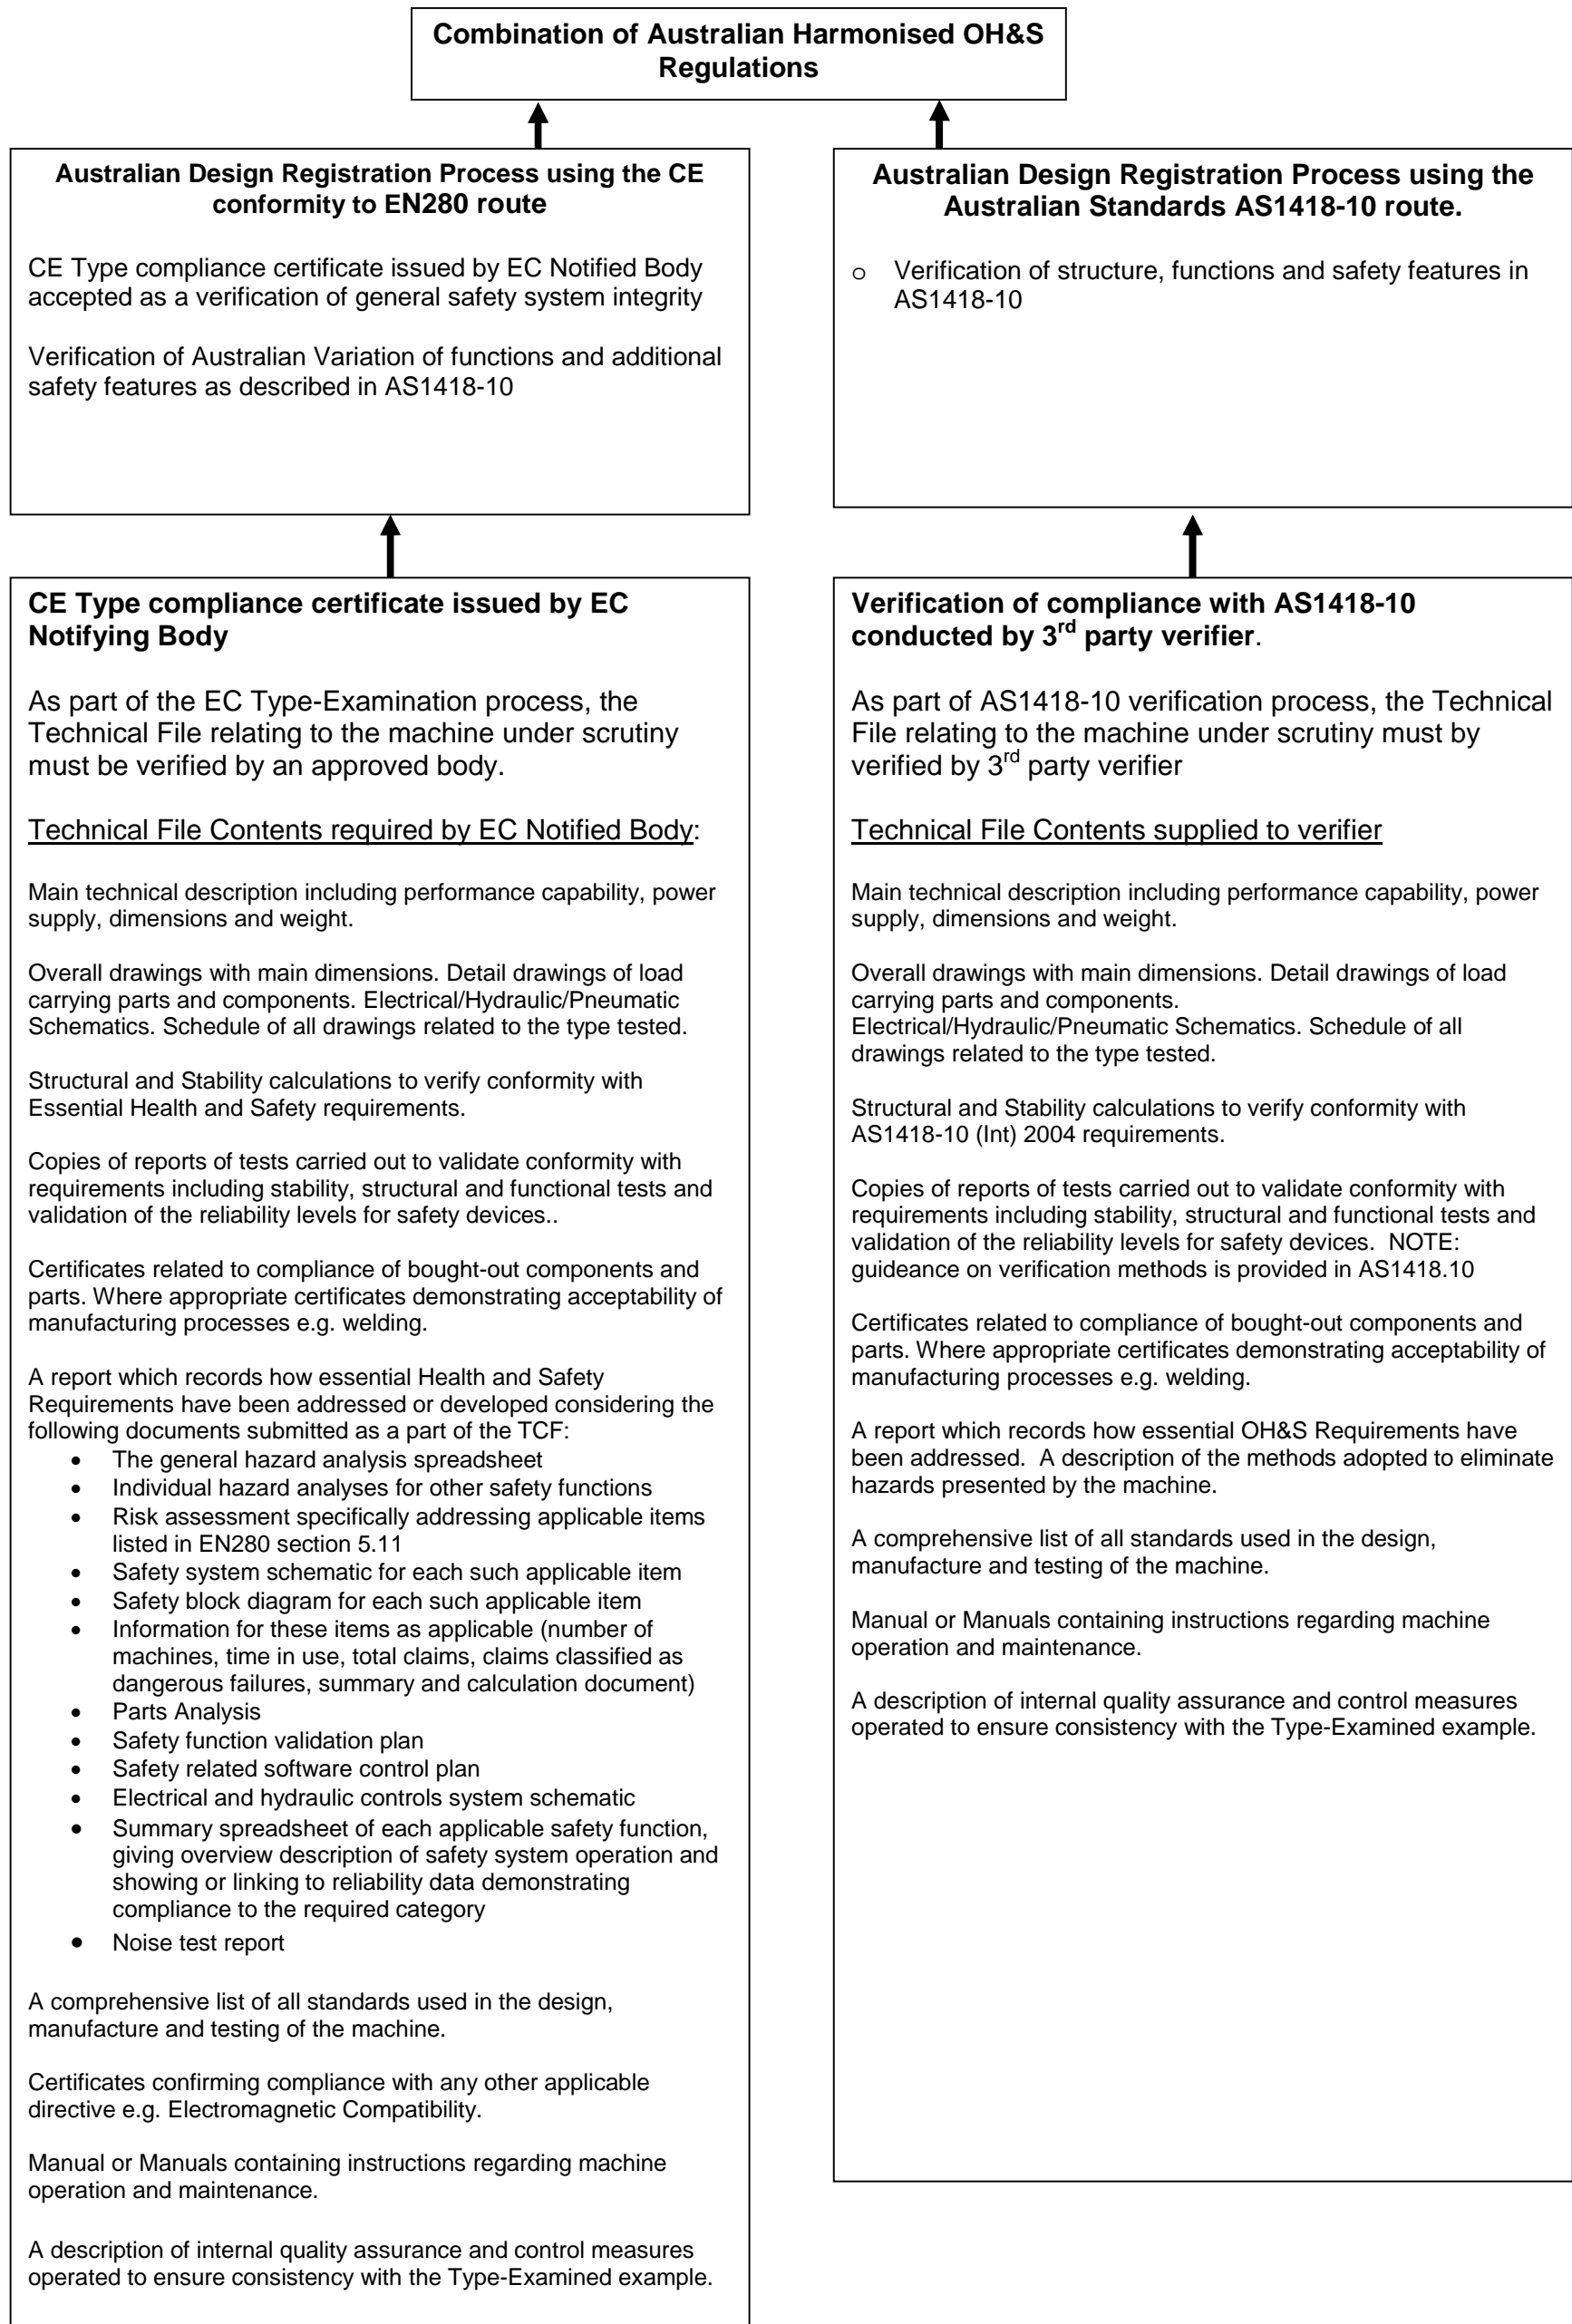 Combination of Australian Harmonised OH&S
Regulations
Australian Design Registration Process using the CE
conformity to EN280 route
CE Type compliance certificate issued by EC Notified Body
accepted as a verification of general safety system integrity
Verification of Australian Variation of functions and additional
safety features as described in AS1418-10
Australian Design Registration Process using the
Australian Standards AS1418-10 route.
o Verification of structure, functions and safety features in
AS1418-10
CE Type compliance certificate issued by EC
Notifying Body
As part of the EC Type-Examination process, the
Technical File relating to the machine under scrutiny
must be verified by an approved body.
Technical File Contents required by EC Notified Body:
Main technical description including performance capability, power
supply, dimensions and weight.
Overall drawings with main dimensions. Detail drawings of load
carrying parts and components. Electrical/Hydraulic/Pneumatic
Schematics. Schedule of all drawings related to the type tested.
Structural and Stability calculations to verify conformity with
Essential Health and Safety requirements.
Copies of reports of tests carried out to validate conformity with
requirements including stability, structural and functional tests and
validation of the reliability levels for safety devices..
Certificates related to compliance of bought-out components and
parts. Where appropriate certificates demonstrating acceptability of
manufacturing processes e.g. welding.
A report which records how essential Health and Safety
Requirements have been addressed or developed considering the
following documents submitted as a part of the TCF:
• The general hazard analysis spreadsheet
• Individual hazard analyses for other safety functions
• Risk assessment specifically addressing applicable items
listed in EN280 section 5.11
• Safety system schematic for each such applicable item
• Safety block diagram for each such applicable item
• Information for these items as applicable (number of
machines, time in use, total claims, claims classified as
dangerous failures, summary and calculation document)
• Parts Analysis
• Safety function validation plan
• Safety related software control plan
• Electrical and hydraulic controls system schematic
• Summary spreadsheet of each applicable safety function,
giving overview description of safety system operation and
showing or linking to reliability data demonstrating
compliance to the required category
• Noise test report
A comprehensive list of all standards used in the design,
manufacture and testing of the machine.
Certificates confirming compliance with any other applicable
directive e.g. Electromagnetic Compatibility.
Manual or Manuals containing instructions regarding machine
operation and maintenance.
A description of internal quality assurance and control measures
operated to ensure consistency with the Type-Examined example.
Verification of compliance with AS1418-10
conducted by 3rd party verifier.
As part of AS1418-10 verification process, the Technical
File relating to the machine under scrutiny must by
verified by 3rd party verifier
Technical File Contents supplied to verifier
Main technical description including performance capability, power
supply, dimensions and weight.
Overall drawings with main dimensions. Detail drawings of load
carrying parts and components.
Electrical/Hydraulic/Pneumatic Schematics. Schedule of all
drawings related to the type tested.
Structural and Stability calculations to verify conformity with
AS1418-10 (Int) 2004 requirements.
Copies of reports of tests carried out to validate conformity with
requirements including stability, structural and functional tests and
validation of the reliability levels for safety devices. NOTE:
guideance on verification methods is provided in AS1418.10
Certificates related to compliance of bought-out components and
parts. Where appropriate certificates demonstrating acceptability of
manufacturing processes e.g. welding.
A report which records how essential OH&S Requirements have
been addressed. A description of the methods adopted to eliminate
hazards presented by the machine.
A comprehensive list of all standards used in the design,
manufacture and testing of the machine.
Manual or Manuals containing instructions regarding machine
operation and maintenance.
A description of internal quality assurance and control measures
operated to ensure consistency with the Type-Examined example.